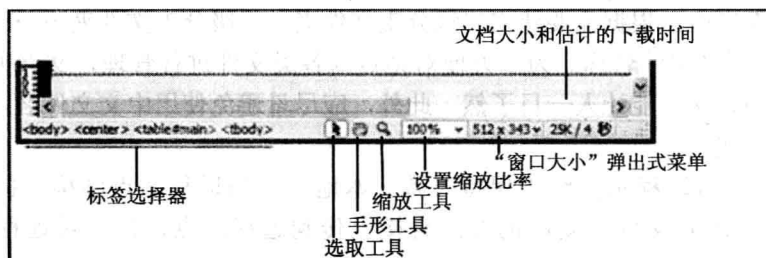 文档大小和估计的下载时间
<body> <center> <table#main> <tbody> 100% 512 x 343 29K / 4 秒
“窗口大小”弹出式菜单
标签选择器
设置缩放比率
缩放工具
手形工具
选取工具